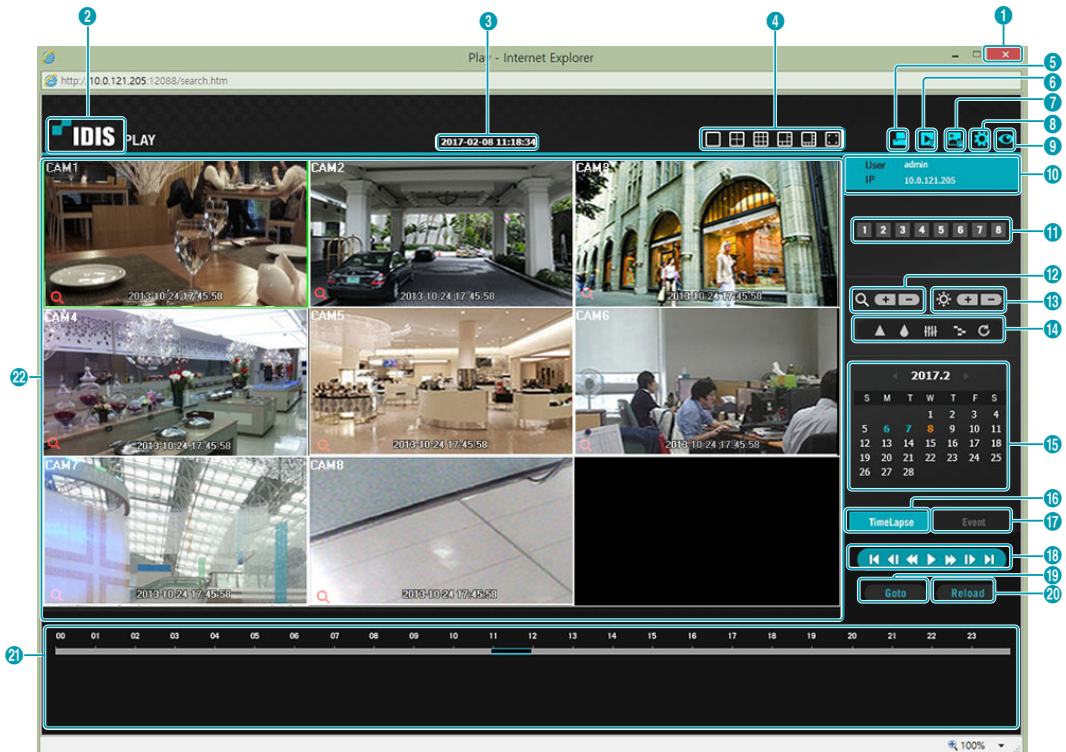 2 3 4 1
Play - Internet Explorer
http://10.0.121.205:12088/search.htm
5
6
7
8
9
IDIS PLAY
2017-02-08 11:18:34
User admin
IP 10.0.121.205
10
CAM1 CAM2 CAM3
1 2 3 4 5 6 7 8
11
12
13
2013-10-24 17:45:58 2013-10-24 17:45:58 2013-10-24 17:45:58
14
CAM4 CAM5 CAM6
22
2017.2
S M T W T F S
1 2 3 4
5 6 7 8 9 10 11
12 13 14 15 16 17 18
19 20 21 22 23 24 25
26 27 28
15
2013-10-24 17:45:58 2013-10-24 17:45:58 2013-10-24 17:45:58
CAM7 CAM8
16
TimeLapse Event
17
18
19
Goto Reload
20
2013-10-24 17:45:58 2013-10-24 17:45:58
00 01 02 03 04 05 06 07 08 09 10 11 12 13 14 15 16 17 18 19 20 21 22 23
21
100%